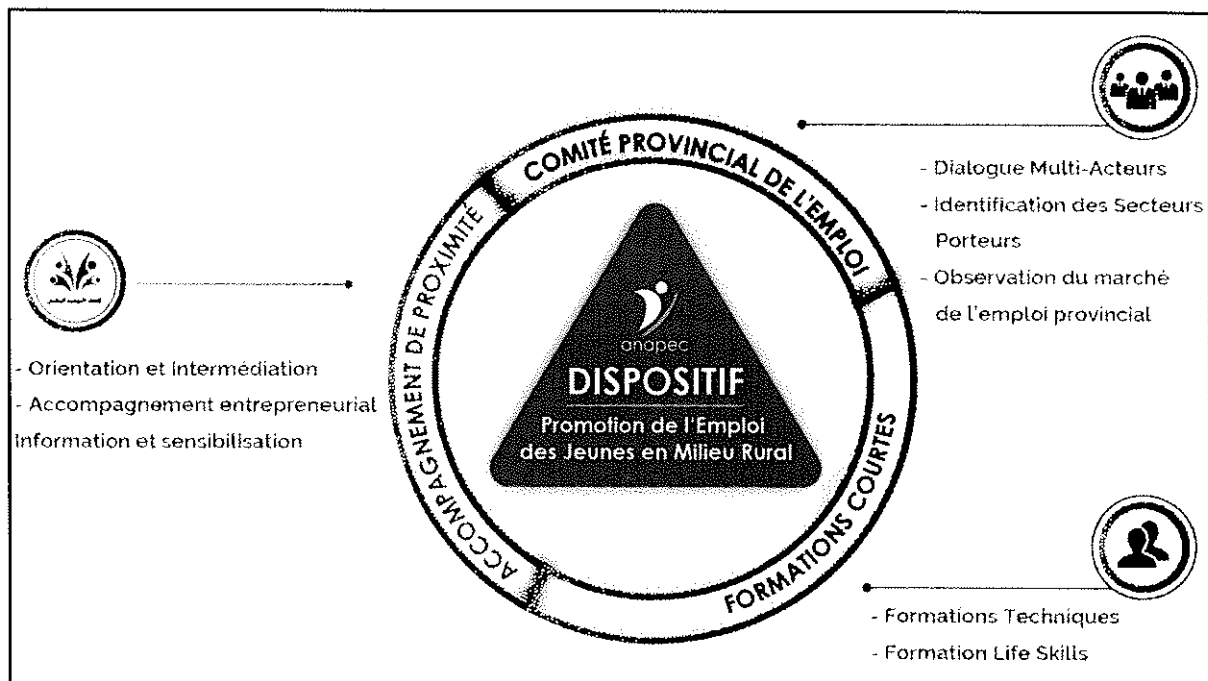 COMITÉ PROVINCIAL DE L'EMPLOI
- Dialogue Multi-Acteurs
- Identification des Secteurs
Porteurs
- Observation du marché
de l'emploi provincial
ACCCOMPAGNEMENT DE PROXIMITÉ
- Orientation et Intermédiation
- Accompagnement entrepreneurial
Information et sensibilisation
anapec
DISPOSITIF
Promotion de l'Emploi
des Jeunes en Milieu Rural
FORMATIONS COURTES
- Formations Techniques
- Formation Life Skills